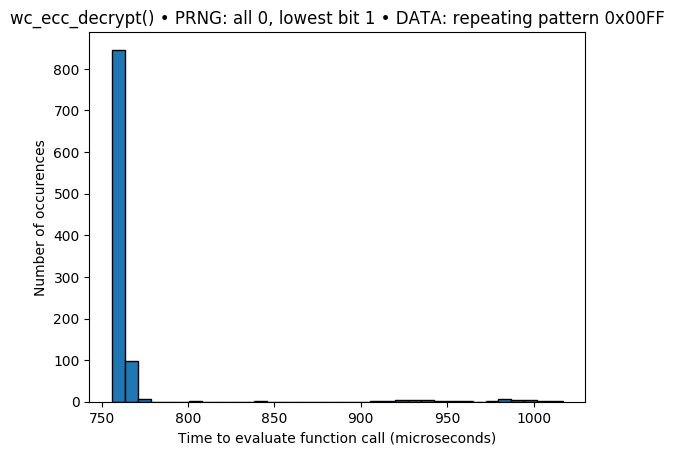 wc_ecc_decrypt() • PRNG: all 0, lowest bit 1 • DATA: repeating pattern 0x00FF
800
700
600
500
400
300
200
100
0
Number of occurences
750 800 850 900 950 1000
Time to evaluate function call (microseconds)